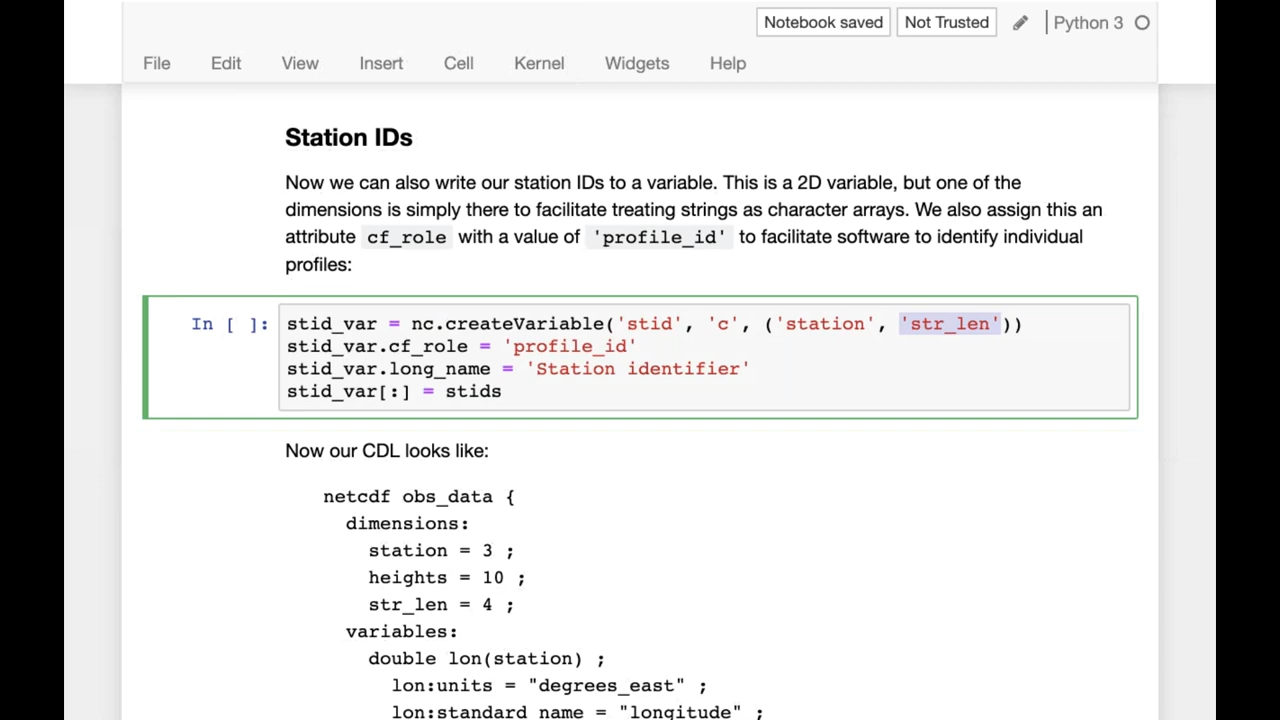 Notebook saved Not Trusted Python 3
File Edit View Insert Cell Kernel Widgets Help
Station IDs
Now we can also write our station IDs to a variable. This is a 2D variable, but one of the
dimensions is simply there to facilitate treating strings as character arrays. We also assign this an
attribute cf_role with a value of 'profile_id' to facilitate software to identify individual
profiles:
In [ ]: stid_var = nc.createVariable('stid', 'c', ('station', 'str_len'))
stid_var.cf_role = 'profile_id'
stid_var.long_name = 'Station identifier'
stid_var[:] = stids
Now our CDL looks like:
netcdf obs_data {
dimensions:
station = 3 ;
heights = 10 ;
str_len = 4 ;
variables:
double lon(station) ;
lon:units = "degrees_east" ;
lon:standard_name = "longitude" ;